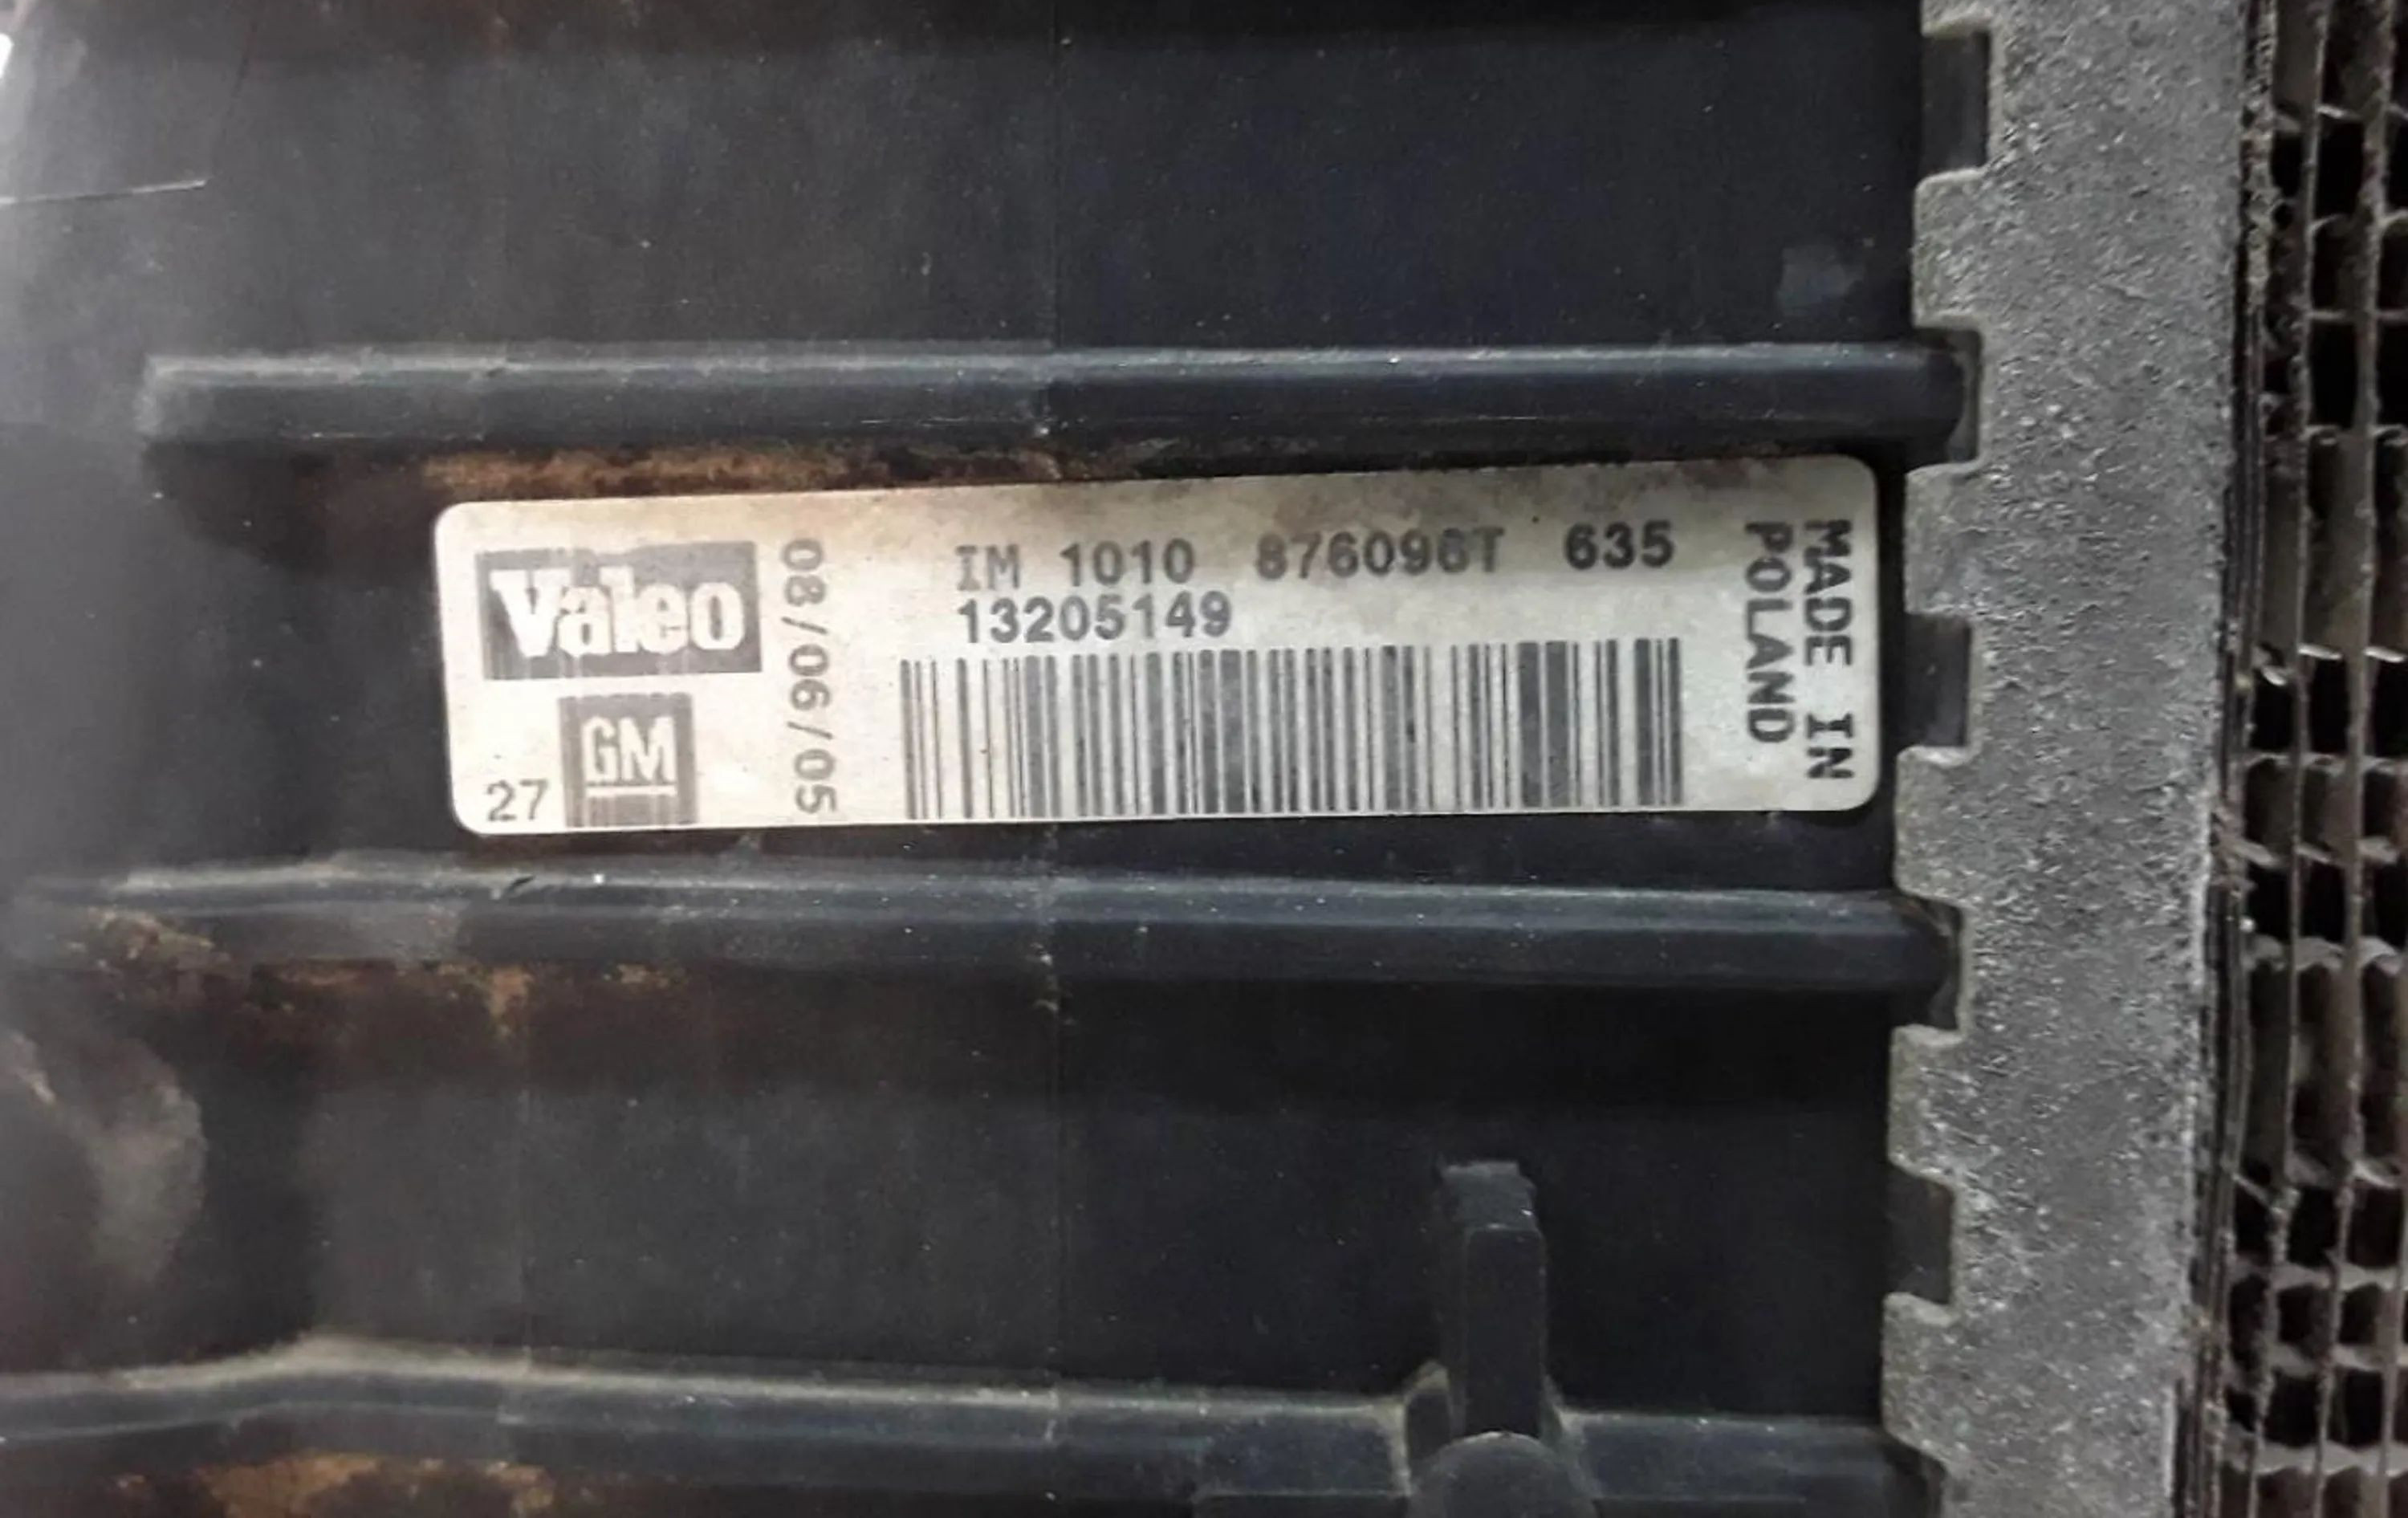 Valeo
GM
27
08/06/05
IM 1010 876096T 635
13205149
MADE IN
POLAND